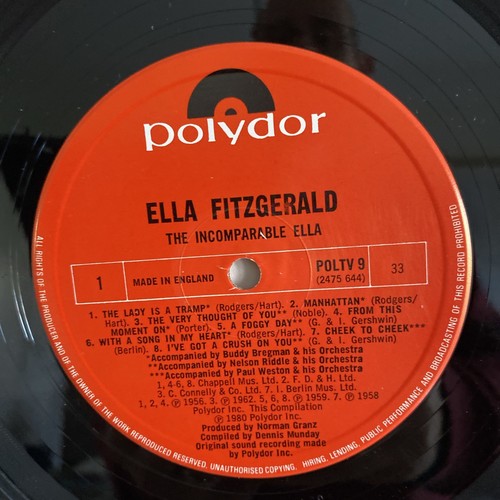 polydor
ELLA FITZGERALD
THE INCOMPARABLE ELLA
1
MADE IN ENGLAND
POLTV 9
(2475 644)
33
1. THE LADY IS A TRAMP* (Rodgers/Hart). 2. MANHATTAN* (Rodgers/
Hart). 3. THE VERY THOUGHT OF YOU** (Noble). 4. FROM THIS
MOMENT ON* (Porter). 5. A FOGGY DAY** (G. & I. Gershwin)
6. WITH A SONG IN MY HEART* (Rodgers/Hart). 7. CHEEK TO CHEEK***
(Berlin). 8. I'VE GOT A CRUSH ON YOU** (G. & I. Gershwin)
*Accompanied by Buddy Bregman & his Orchestra
**Accompanied by Nelson Riddle & his Orchestra
***Accompanied by Paul Weston & his Orchestra
1, 4-6, 8. Chappell Mus. Ltd. 2. F. D. & H. Ltd.
3. C. Connelly & Co. Ltd. 7. I. Berlin Mus. Ltd.
1, 2, 4. ℗ 1956. 3. ℗ 1962. 5, 6, 8. ℗ 1959. 7. ℗ 1958
Polydor Inc. This Compilation
℗ 1980 Polydor Inc.
Produced by Norman Granz
Compiled by Dennis Munday
Original sound recording made by
Polydor Inc.
ALL RIGHTS OF THE PRODUCER AND OF THE OWNER OF THE WORK REPRODUCED RESERVED. UNAUTHORISED COPYING, HIRING, LENDING, PUBLIC PERFORMANCE AND BROADCASTING OF THIS RECORD PROHIBITED